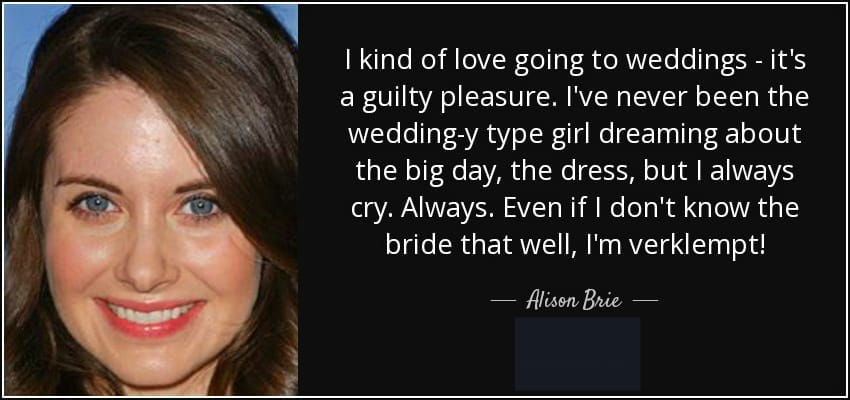 I kind of love going to weddings - it's
a guilty pleasure. I've never been the
wedding-y type girl dreaming about
the big day, the dress, but I always
cry. Always. Even if I don't know the
bride that well, I'm verklempt!
Alison Brie